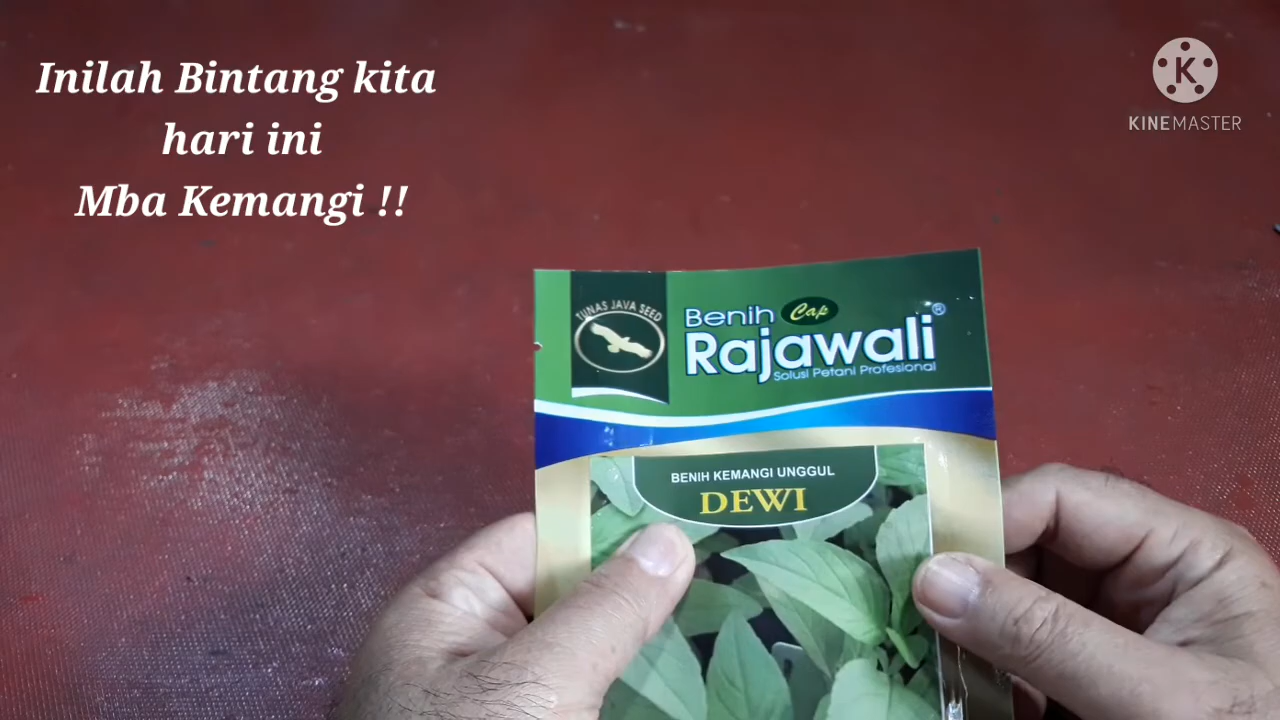 Inilah Bintang kita
hari ini
Mba Kemangi !!
KINEMASTER
TUNAS JAVA SEED
Benih Cap
Rajawali®
Solusi Petani Profesional
BENIH KEMANGI UNGGUL
DEWI